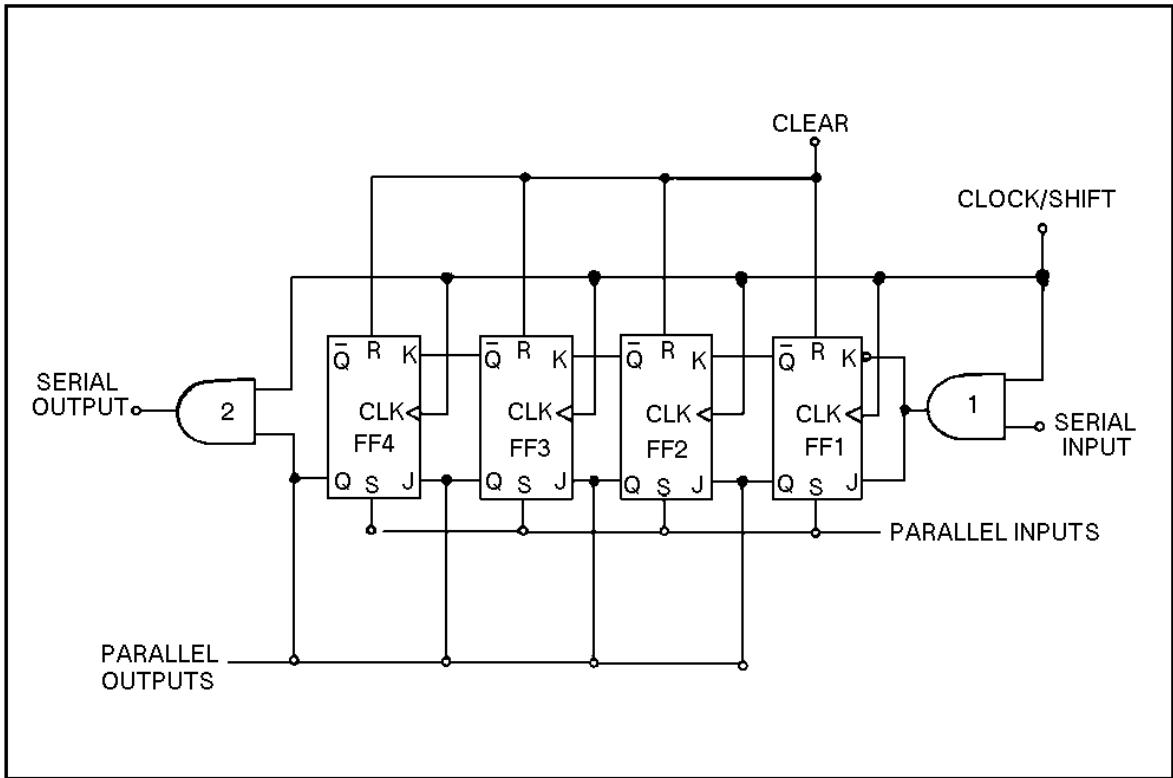 CLEAR
CLOCK/SHIFT
Q̅ R K Q̅ R K Q̅ R K Q̅ R K
SERIAL
OUTPUT
2
CLK CLK CLK CLK
1
SERIAL
INPUT
FF4 FF3 FF2 FF1
Q S J Q S J Q S J Q S J
PARALLEL INPUTS
PARALLEL
OUTPUTS